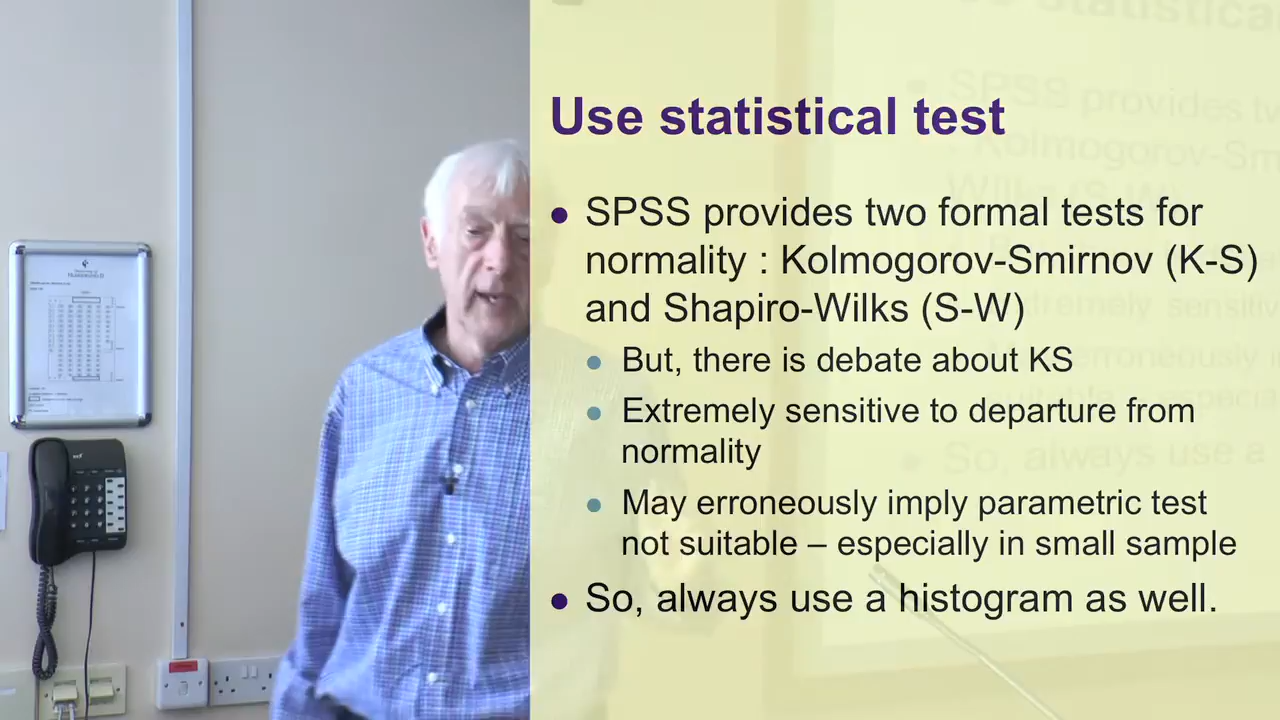 Use statistical test
SPSS provides two formal tests for
normality : Kolmogorov-Smirnov (K-S)
and Shapiro-Wilks (S-W)
But, there is debate about KS
Extremely sensitive to departure from
normality
May erroneously imply parametric test
not suitable – especially in small sample
So, always use a histogram as well.